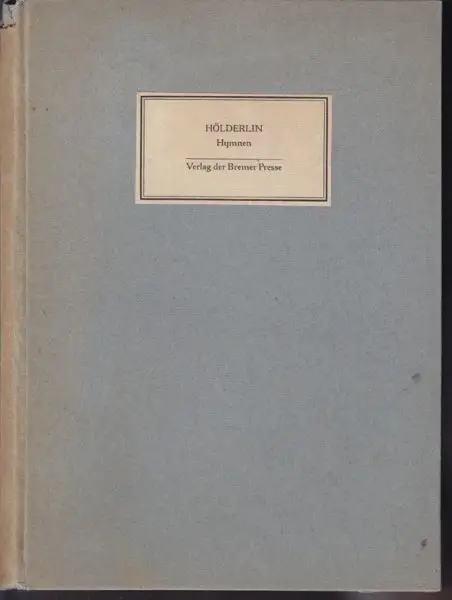 HÖLDERLIN
Hymnen
Verlag der Bremer Presse